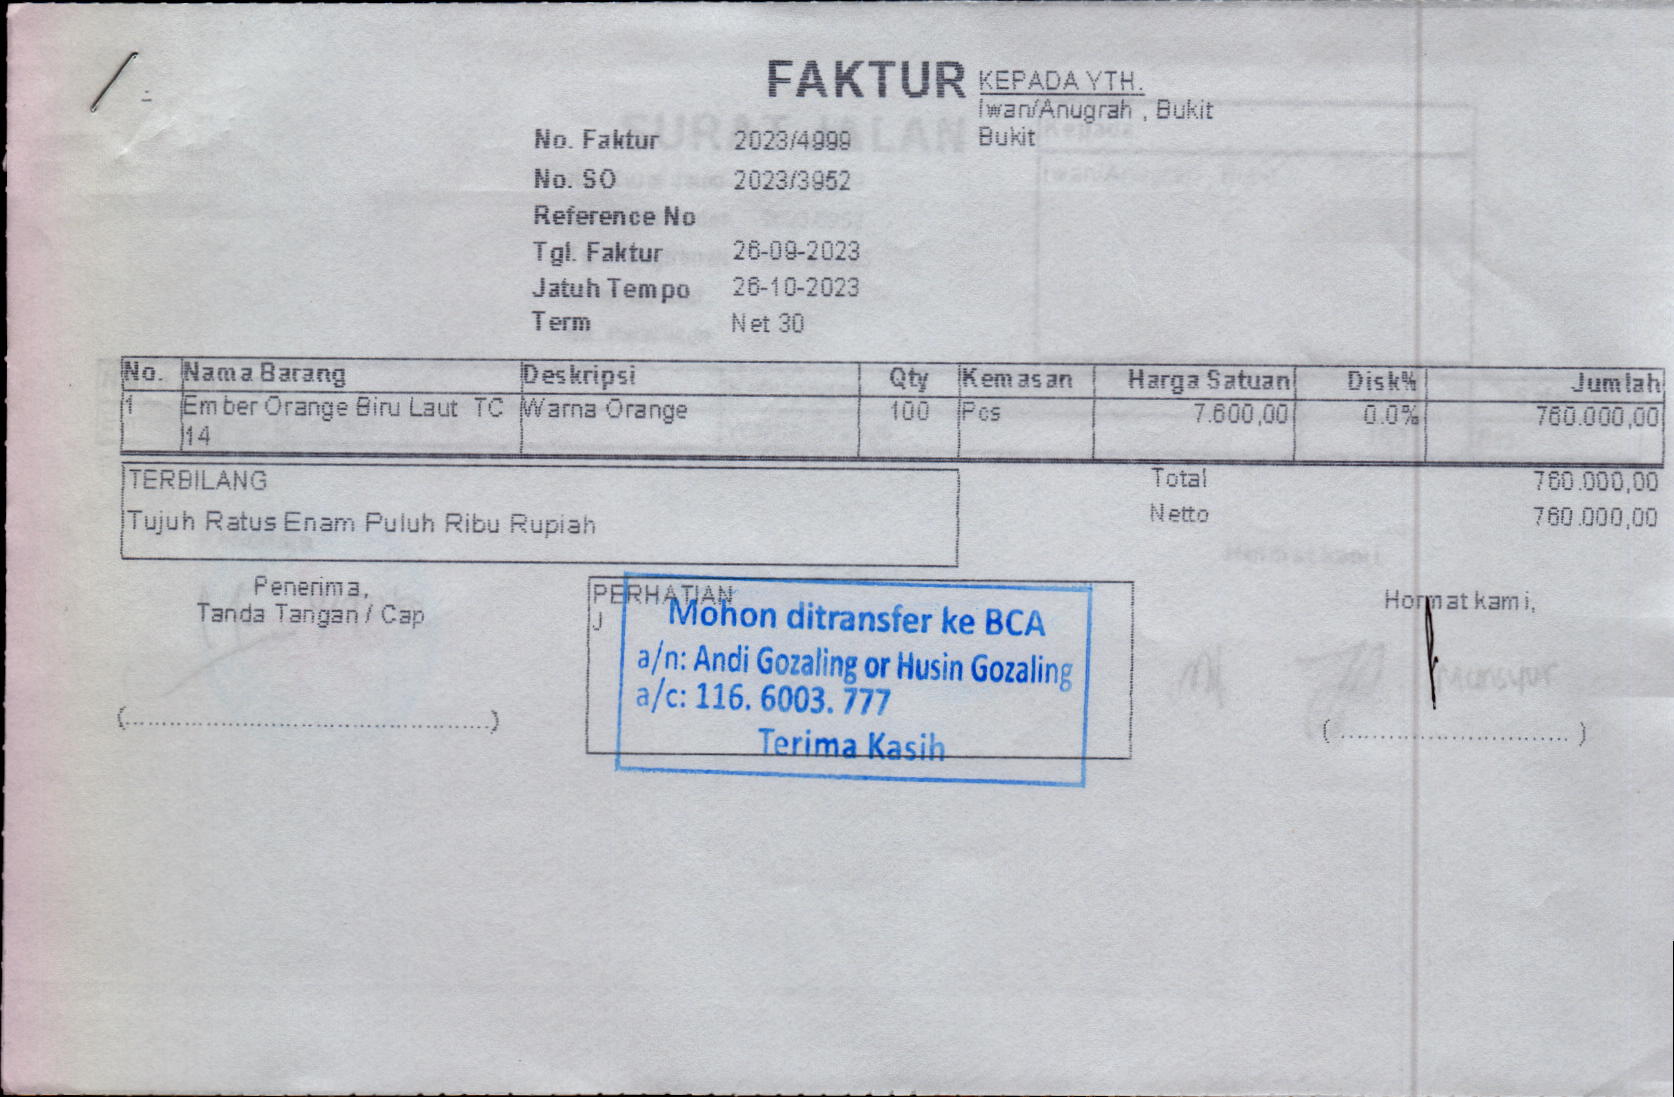 FAKTUR
KEPADA YTH.
Iwan/Anugrah , Bukit
Bukit
No. Faktur 2023/4999
No. SO 2023/3952
Reference No
Tgl. Faktur 26-09-2023
Jatuh Tempo 26-10-2023
Term Net 30
No. Nama Barang Deskripsi Qty Kemasan Harga Satuan Disk% Jumlah
1 Ember Orange Biru Laut TC Warna Orange 100 Pcs 7.600,00 0.0% 760.000,00
14
TERBILANG
Tujuh Ratus Enam Puluh Ribu Rupiah
Total 760.000,00
Netto 760.000,00
Penerima,
Tanda Tangan / Cap
PERHATIAN
J
Mohon ditransfer ke BCA
a/n: Andi Gozaling or Husin Gozaling
a/c: 116. 6003. 777
Terima Kasih
Hormat kami,
(....................................................)
(.................................)